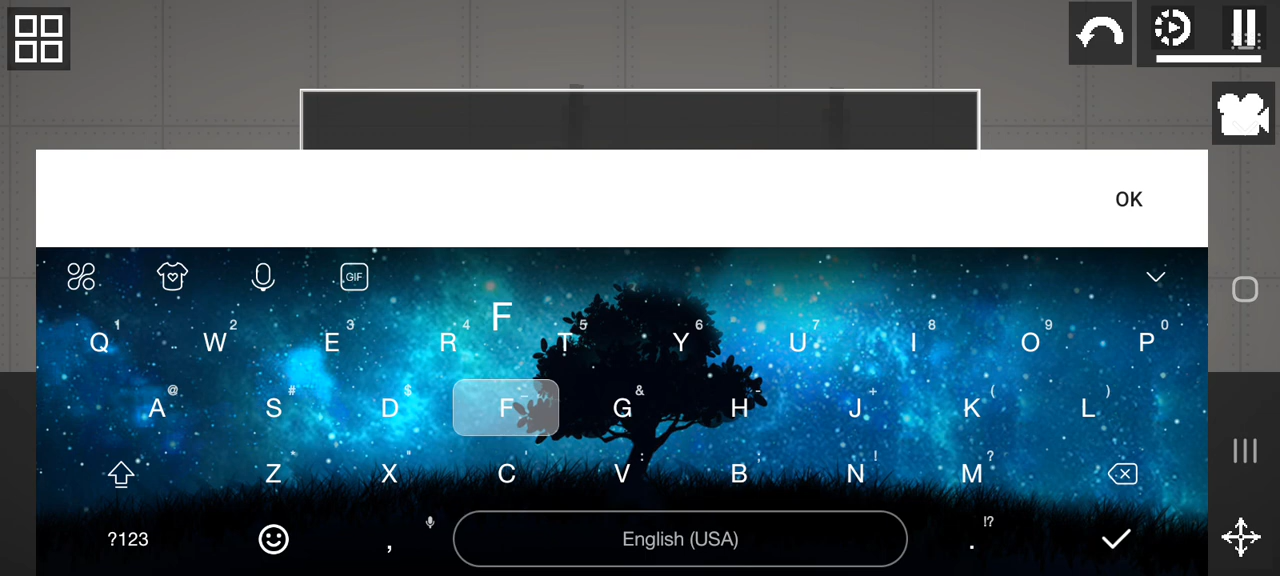 OK
GIF
F
Q 1 W 2 E 3 R 4 T 5 Y 6 U 7 I 8 O 9 P 0
A @ S # D $ F _ G & H - J + K ( L )
Z * X " C ' V : B ; N ! M ?
?123 , English (USA) . !?